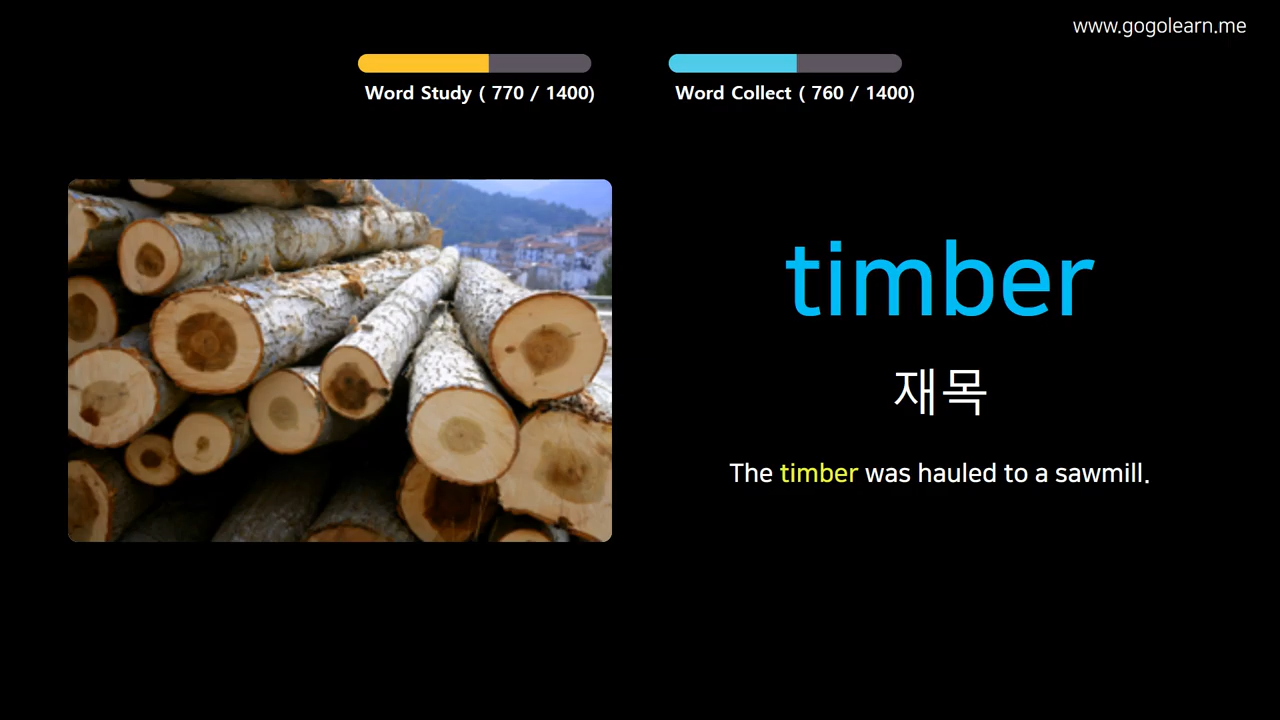 www.gogolearn.me
Word Study ( 770 / 1400)
Word Collect ( 760 / 1400)
timber
재목
The timber was hauled to a sawmill.